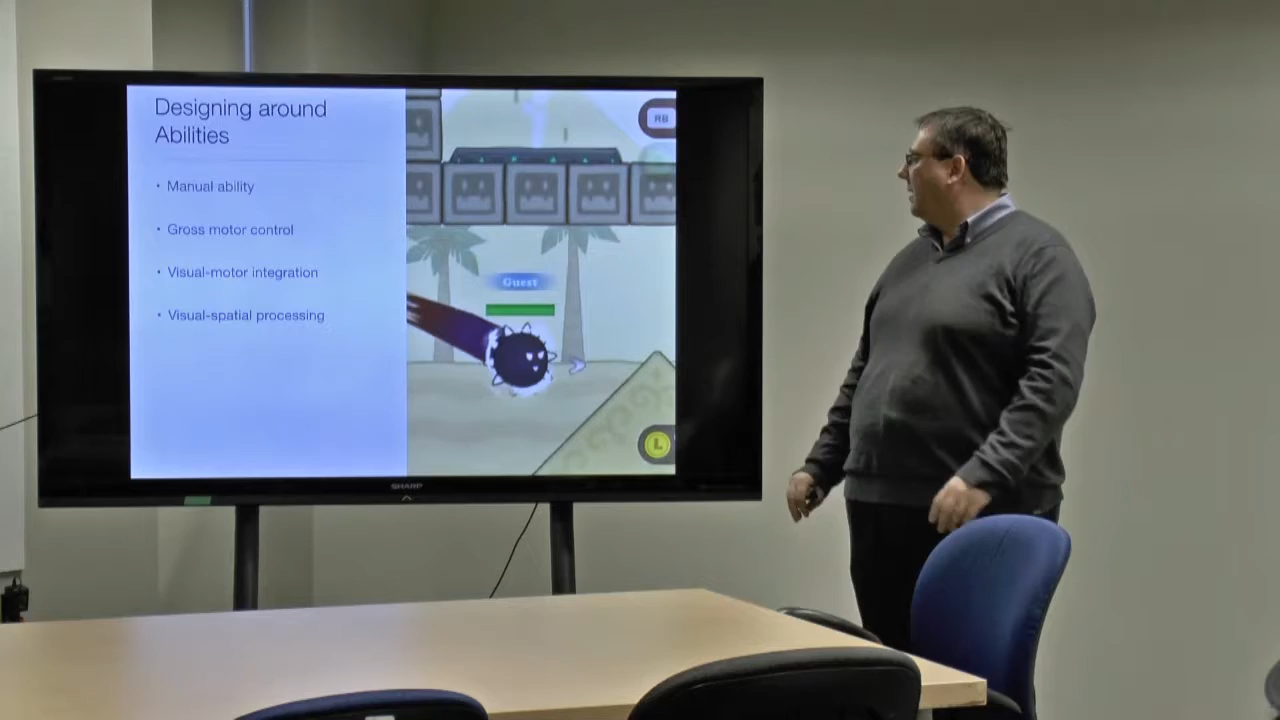 Designing around
Abilities
• Manual ability
• Gross motor control
• Visual-motor integration
• Visual-spatial processing
RB
Guest
L
SHARP